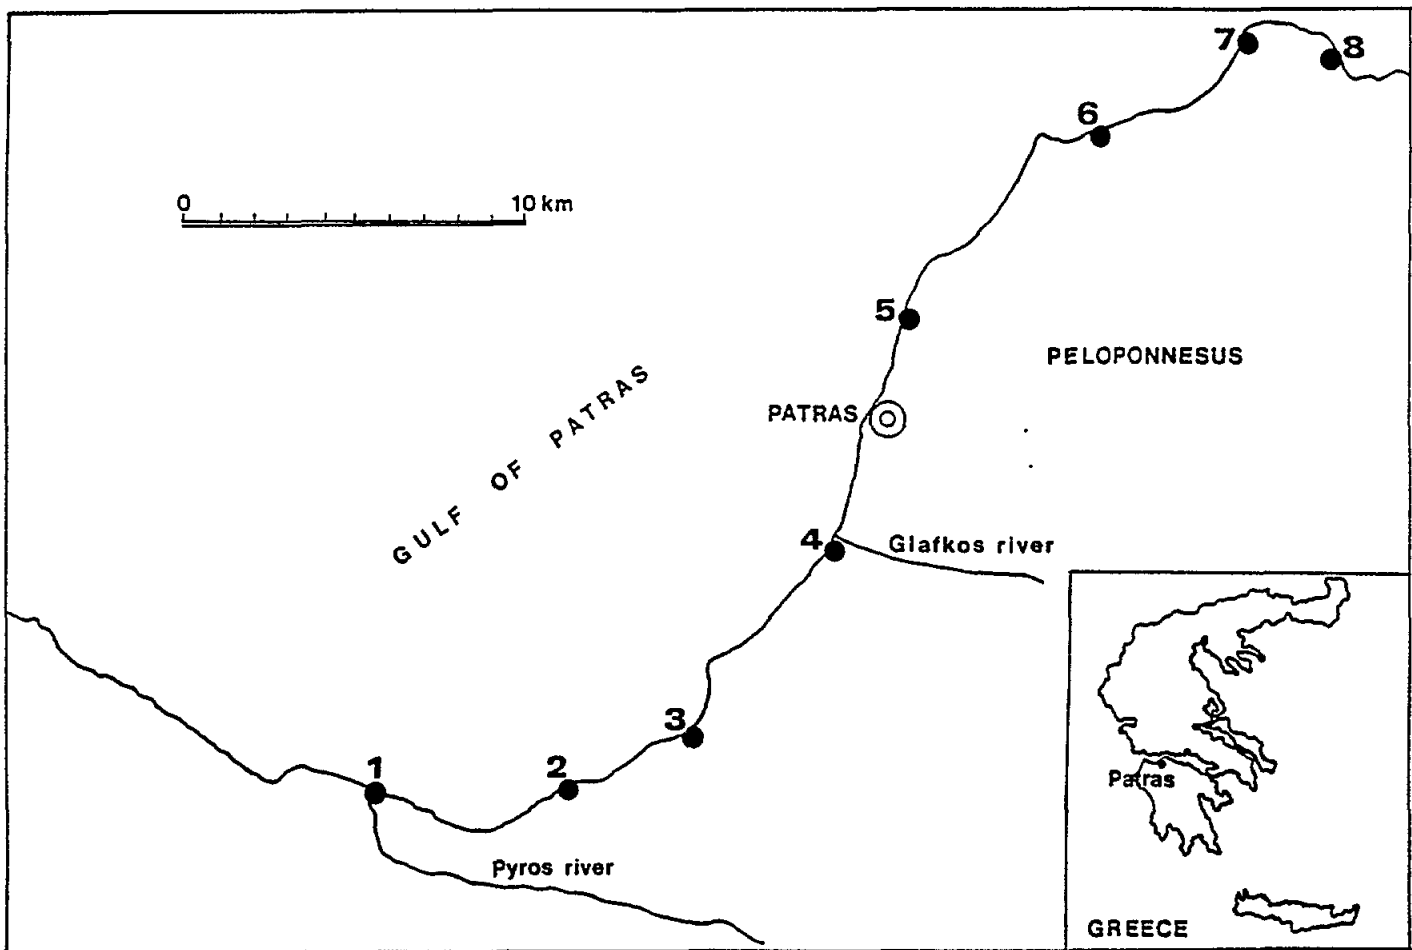 7
8
6
0 10 km
5
PELOPONNESUS
GULF OF PATRAS
PATRAS
4
Glafkos river
3
1
2
Pyros river
Patras
GREECE